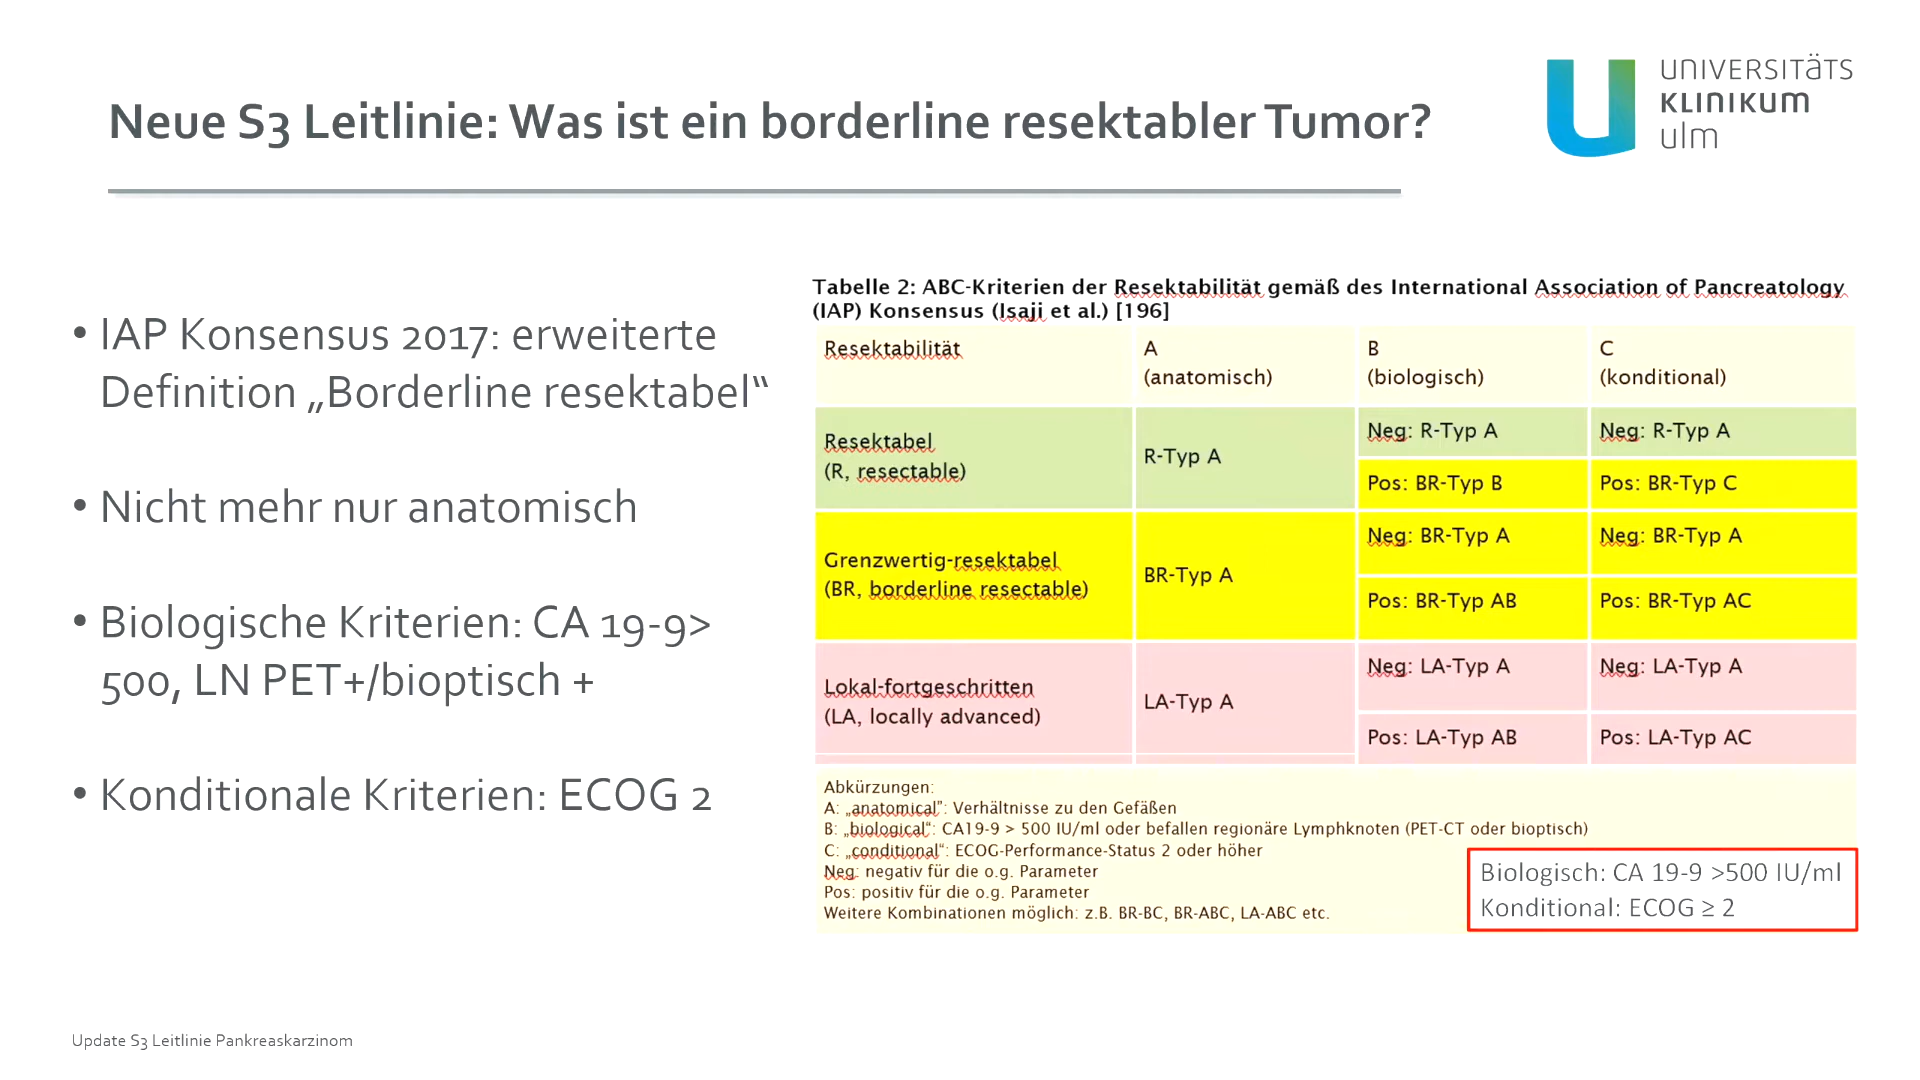 Neue S3 Leitlinie: Was ist ein borderline resektabler Tumor?
UNIVERSITÄTS
KLINIKUM
ulm
• IAP Konsensus 2017: erweiterte
Definition „Borderline resektabel“
• Nicht mehr nur anatomisch
• Biologische Kriterien: CA 19-9>
500, LN PET+/bioptisch +
• Konditionale Kriterien: ECOG 2
Tabelle 2: ABC-Kriterien der Resektabilität gemäß des International Association of Pancreatology
(IAP) Konsensus (Isaji et al.) [196]
Resektabilität
A
(anatomisch)
B
(biologisch)
C
(konditional)
Resektabel
(R, resectable)
R-Typ A
Neg: R-Typ A
Neg: R-Typ A
Pos: BR-Typ B
Pos: BR-Typ C
Grenzwertig-resektabel
(BR, borderline resectable)
BR-Typ A
Neg: BR-Typ A
Neg: BR-Typ A
Pos: BR-Typ AB
Pos: BR-Typ AC
Lokal-fortgeschritten
(LA, locally advanced)
LA-Typ A
Neg: LA-Typ A
Neg: LA-Typ A
Pos: LA-Typ AB
Pos: LA-Typ AC
Abkürzungen:
A: „anatomical”: Verhältnisse zu den Gefäßen
B: „biological“: CA19-9 > 500 IU/ml oder befallen regionäre Lymphknoten (PET-CT oder bioptisch)
C: „conditional“: ECOG-Performance-Status 2 oder höher
Neg: negativ für die o.g. Parameter
Pos: positiv für die o.g. Parameter
Weitere Kombinationen möglich: z.B. BR-BC, BR-ABC, LA-ABC etc.
Biologisch: CA 19-9 >500 IU/ml
Konditional: ECOG ≥ 2
Update S3 Leitlinie Pankreaskarzinom